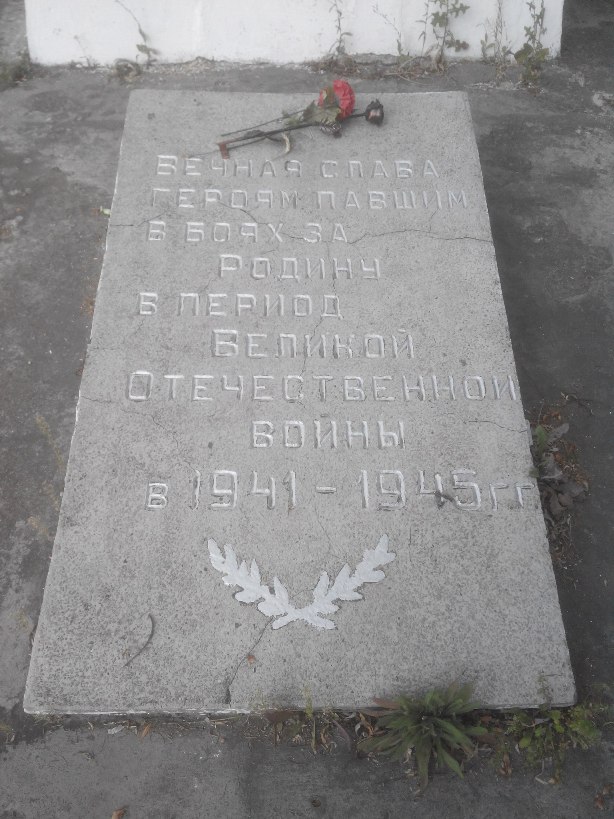 Вечная слава
героям павшим
в боях за
Родину
в период
Великой
Отечественной
войны
в 1941 - 1945 гг.